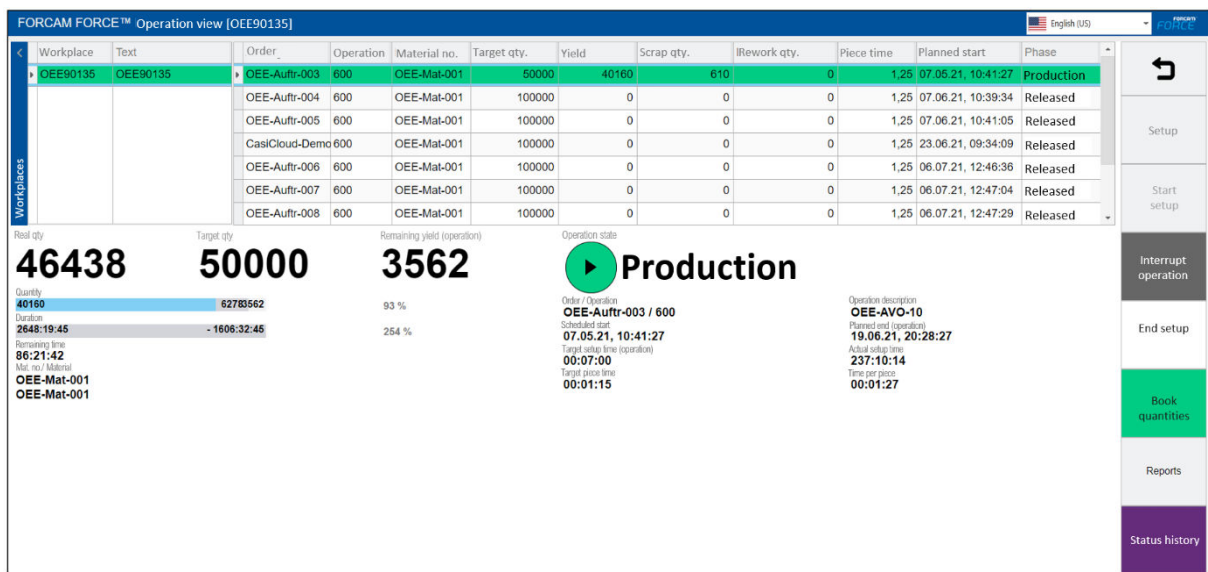 FORCAM FORCE™ Operation view [OEE90135] English (US) FORCAM FORCE
< Workplace Text Order Operation Material no. Target qty. Yield Scrap qty. IRework qty. Piece time Planned start Phase
OEE90135 OEE90135 OEE-Auftr-003 600 OEE-Mat-001 50000 40160 610 0 1,25 07.05.21, 10:41:27 Production
OEE-Auftr-004 600 OEE-Mat-001 100000 0 0 0 1,25 07.06.21, 10:39:34 Released
OEE-Auftr-005 600 OEE-Mat-001 100000 0 0 0 1,25 07.06.21, 10:41:05 Released
CasiCloud-Demo 600 OEE-Mat-001 100000 0 0 0 1,25 23.06.21, 09:34:09 Released
OEE-Auftr-006 600 OEE-Mat-001 100000 0 0 0 1,25 06.07.21, 12:46:36 Released
OEE-Auftr-007 600 OEE-Mat-001 100000 0 0 0 1,25 06.07.21, 12:47:04 Released
OEE-Auftr-008 600 OEE-Mat-001 100000 0 0 0 1,25 06.07.21, 12:47:29 Released
Workplaces
Real qty Target qty Remaining yield (operation) Operation state
46438 50000 3562 Production
Quantity
40160 62783562 93 %
Duration
2648:19:45 - 1606:32:45 254 %
Remaining time
86:21:42
Mat. no./ Material
OEE-Mat-001
OEE-Mat-001
Order / Operation
OEE-Auftr-003 / 600
Scheduled start
07.05.21, 10:41:27
Target setup time (operation)
00:07:00
Target piece time
00:01:15
Operation description
OEE-AVO-10
Planned end (operation)
19.06.21, 20:28:27
Actual setup time
237:10:14
Time per piece
00:01:27
Setup
Start
setup
Interrupt
operation
End setup
Book
quantities
Reports
Status history